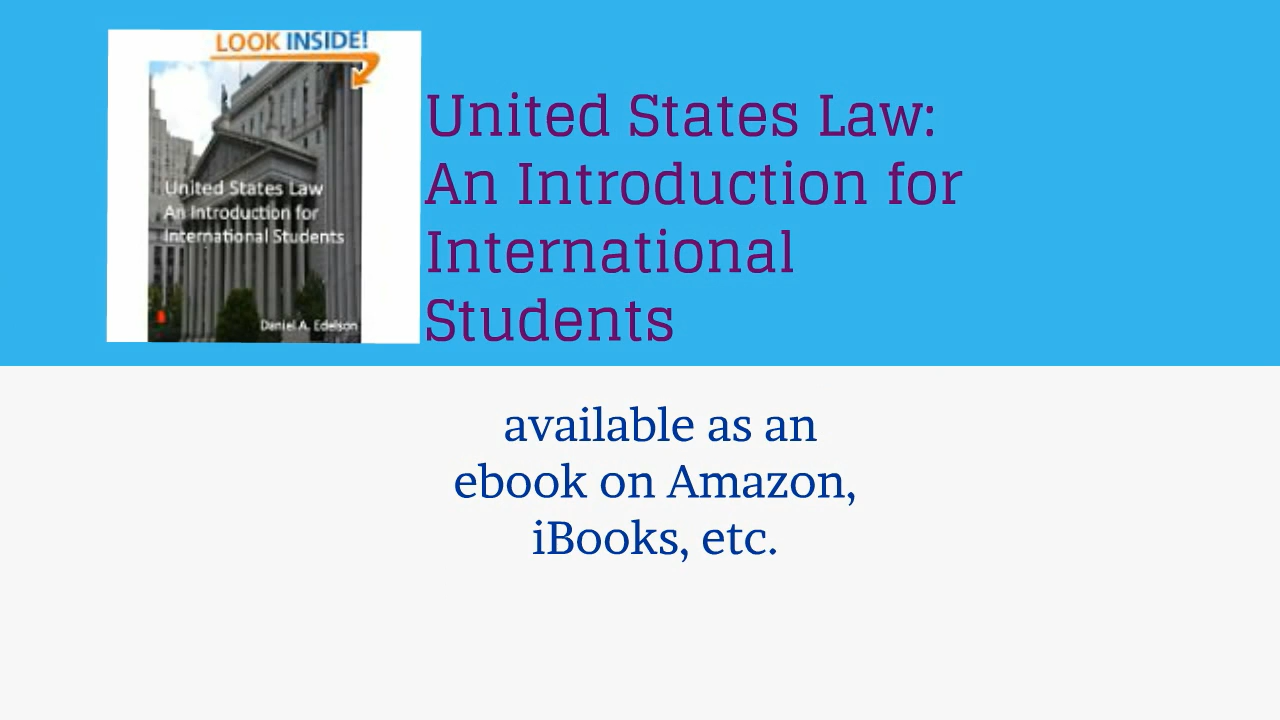 LOOK INSIDE!
United States Law
An Introduction for
International Students
Daniel A. Edelson
United States Law:
An Introduction for
International
Students
available as an
ebook on Amazon,
iBooks, etc.